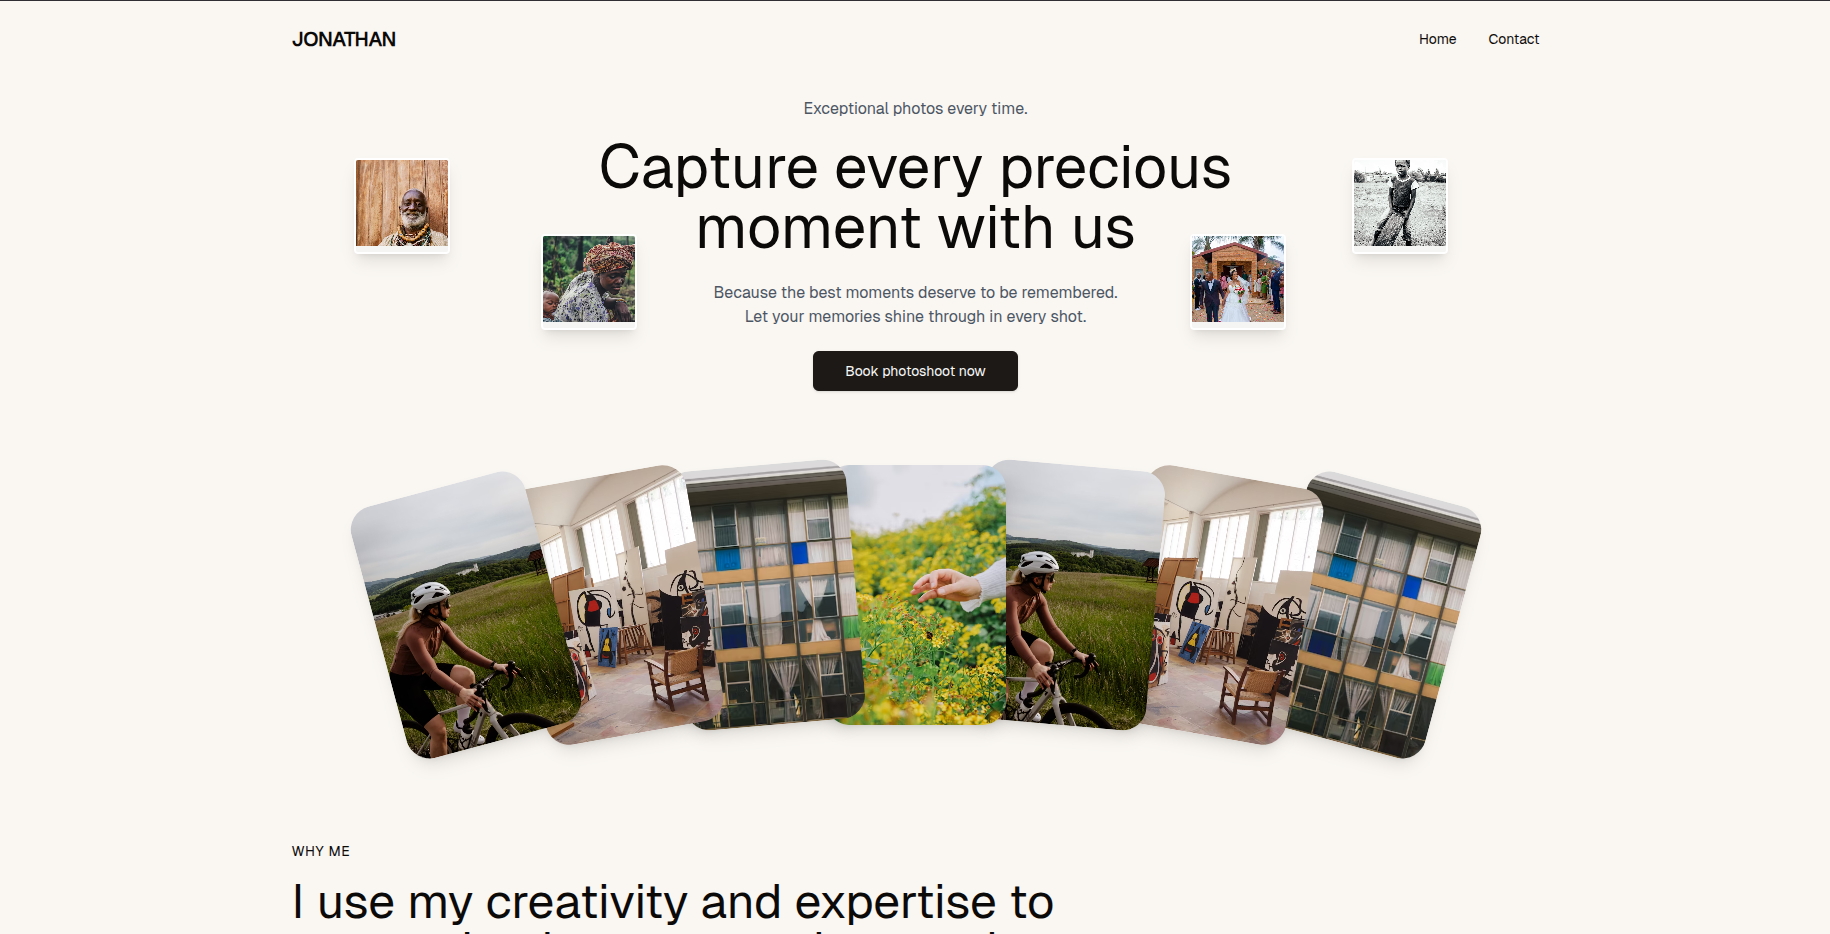 JONATHAN
Home
Contact
Exceptional photos every time.
Capture every precious
moment with us
Because the best moments deserve to be remembered.
Let your memories shine through in every shot.
Book photoshoot now
WHY ME
I use my creativity and expertise to